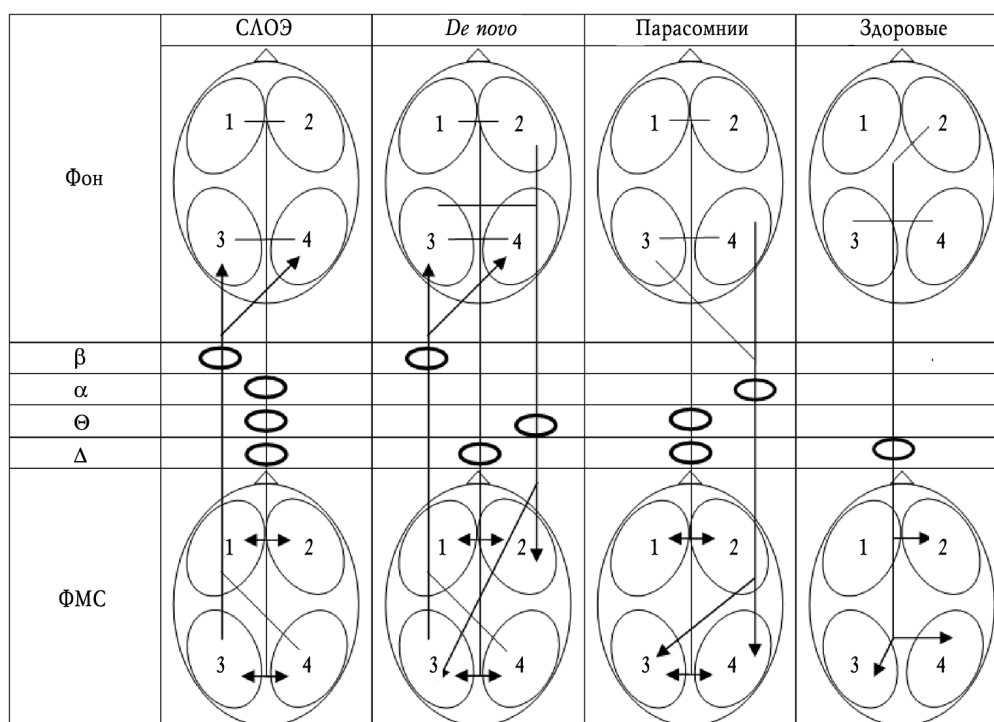 СЛОЭ De novo Парасомнии Здоровые
Фон
1 2 1 2 1 2 1 2
3 4 3 4 3 4 3 4
β
α
Θ
Δ
ФМС
1 2 1 2 1 2 1 2
3 4 3 4 3 4 3 4